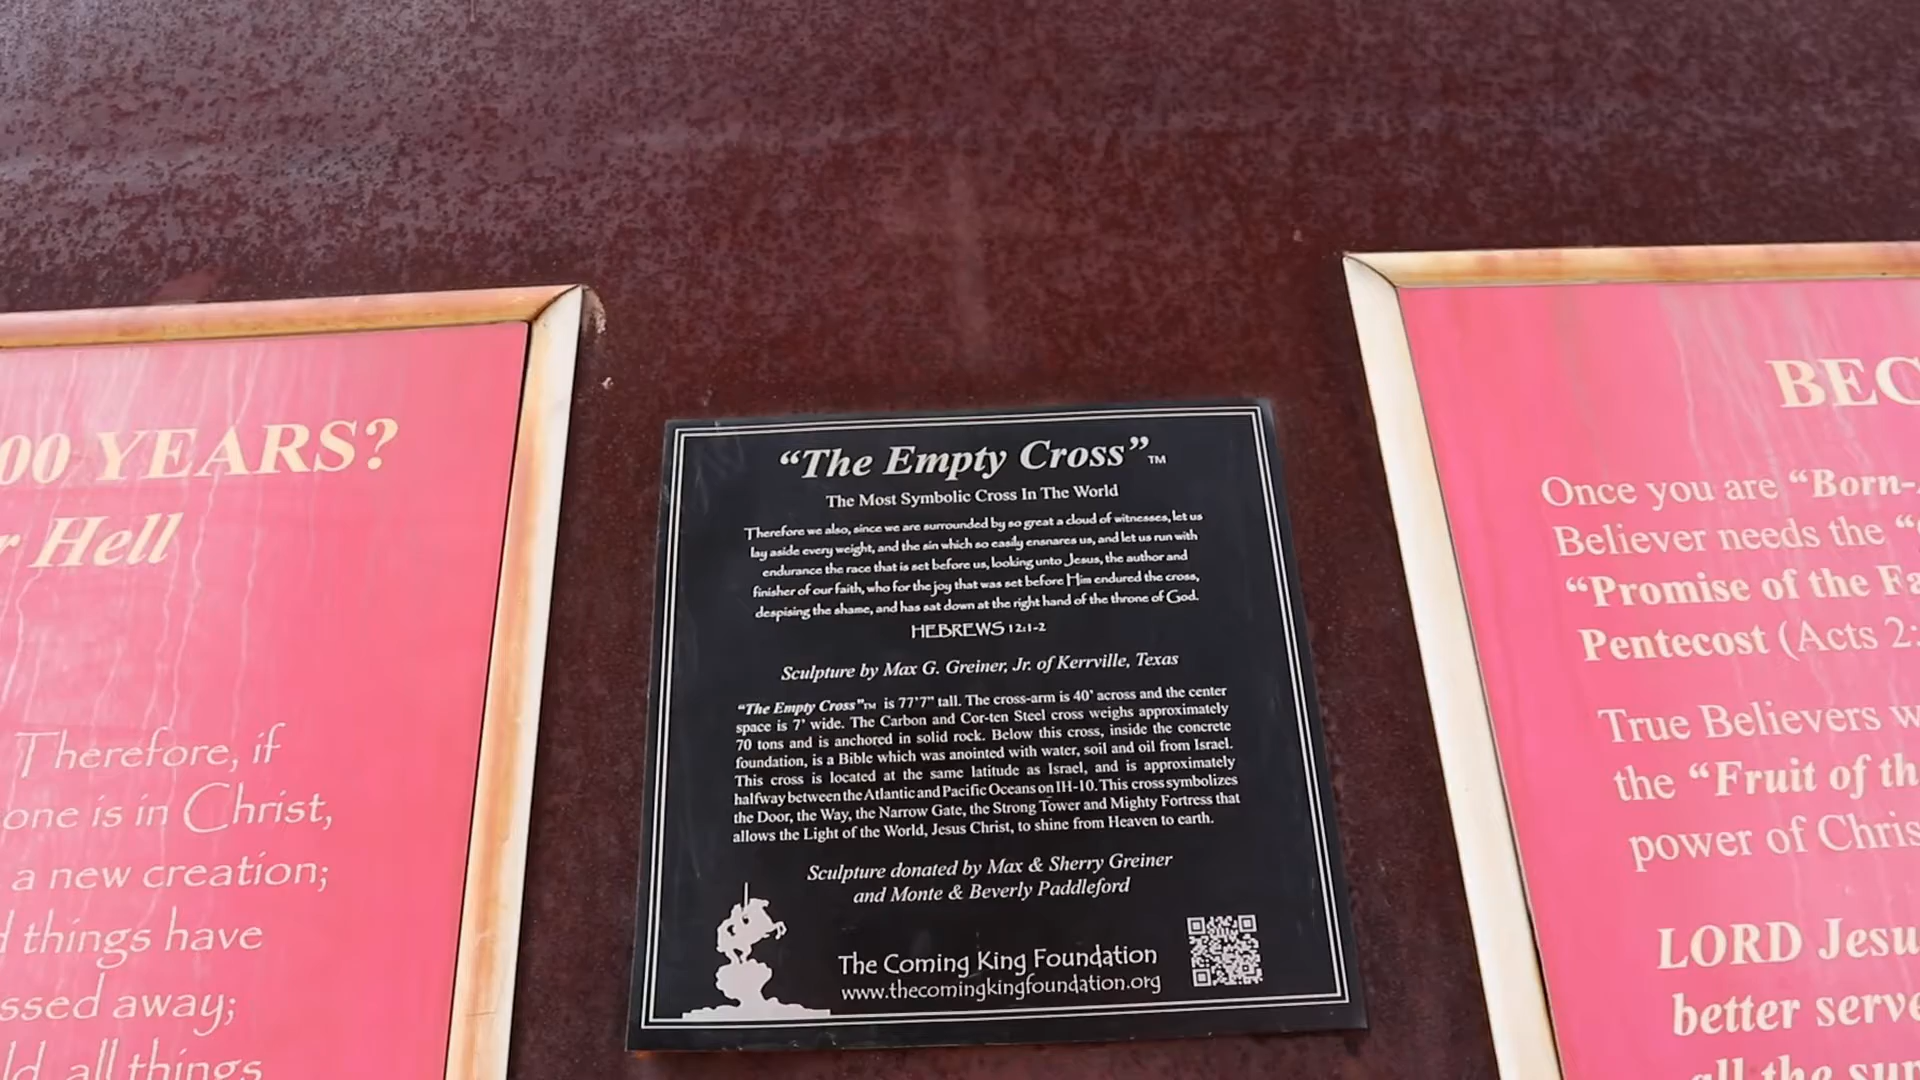 00 YEARS?
Hell
Therefore, if
one is in Christ,
a new creation;
things have
ssed away;
all things
"The Empty Cross"™
The Most Symbolic Cross In The World
Therefore we also, since we are surrounded by so great a cloud of witnesses, let us
lay aside every weight, and the sin which so easily ensnares us, and let us run with
endurance the race that is set before us, looking unto Jesus, the author and
finisher of our faith, who for the joy that was set before Him endured the cross,
despising the shame, and has sat down at the right hand of the throne of God.
HEBREWS 12:1-2
Sculpture by Max G. Greiner, Jr. of Kerrville, Texas
"The Empty Cross"™ is 77'7" tall. The cross-arm is 40' across and the center
space is 7' wide. The Carbon and Cor-ten Steel cross weighs approximately
70 tons and is anchored in solid rock. Below this cross, inside the concrete
foundation, is a Bible which was anointed with water, soil and oil from Israel.
This cross is located at the same latitude as Israel, and is approximately
halfway between the Atlantic and Pacific Oceans on IH-10. This cross symbolizes
the Door, the Way, the Narrow Gate, the Strong Tower and Mighty Fortress that
allows the Light of the World, Jesus Christ, to shine from Heaven to earth.
Sculpture donated by Max & Sherry Greiner
and Monte & Beverly Paddleford
The Coming King Foundation
www.thecomingkingfoundation.org
BEC
Once you are "Born-
Believer needs the "
"Promise of the Fa
Pentecost (Acts 2:
True Believers w
the "Fruit of th
power of Chris
LORD Jesu
better serve
all the sur